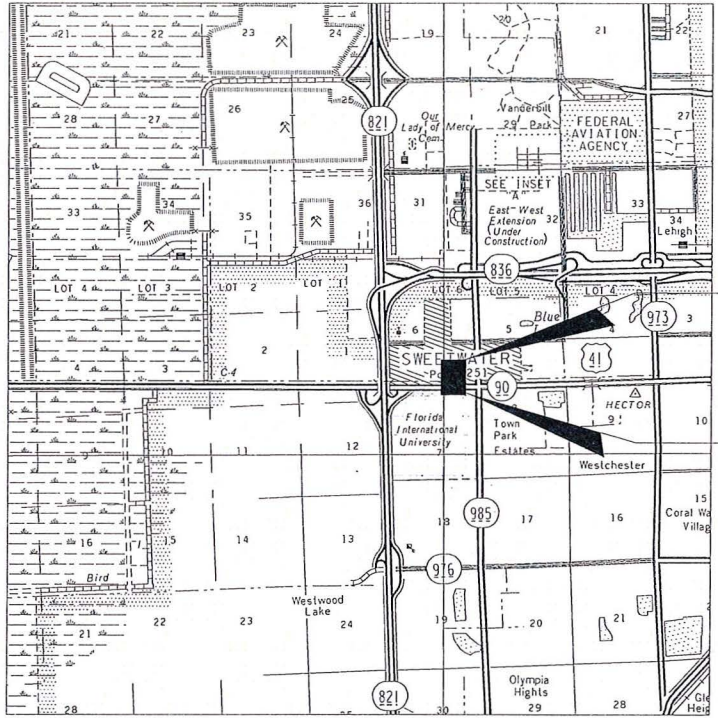 21 22 23 24 19 20 21 22
821
28 27 26 25
Our
Lady of Mercy
Cem.
Vanderbilt
29 Park
FEDERAL
AVIATION
AGENCY
27
33 34 35 36 31
SEE INSET
"A"
East-West
Extension
(Under
Construction)
32 33 34
Lehigh
836
LOT 4 LOT 3 LOT 2 LOT 1 LOT 6 LOT 5 LOT 4
973
4 3 2 6 5 4 3
Blue
41
SWEETWATER
C-4
90
HECTOR
Florida
International
University
7
Town
Park
Estates
9 10
10 11 12
Westchester
985
15
Coral Wa
Villag
16 15 14 13 18 17 16
976
Bird
Westwood
Lake
21 22 23 24 19 20 21
Olympia
Hights
821
28 30 29 28
Gle
Heig